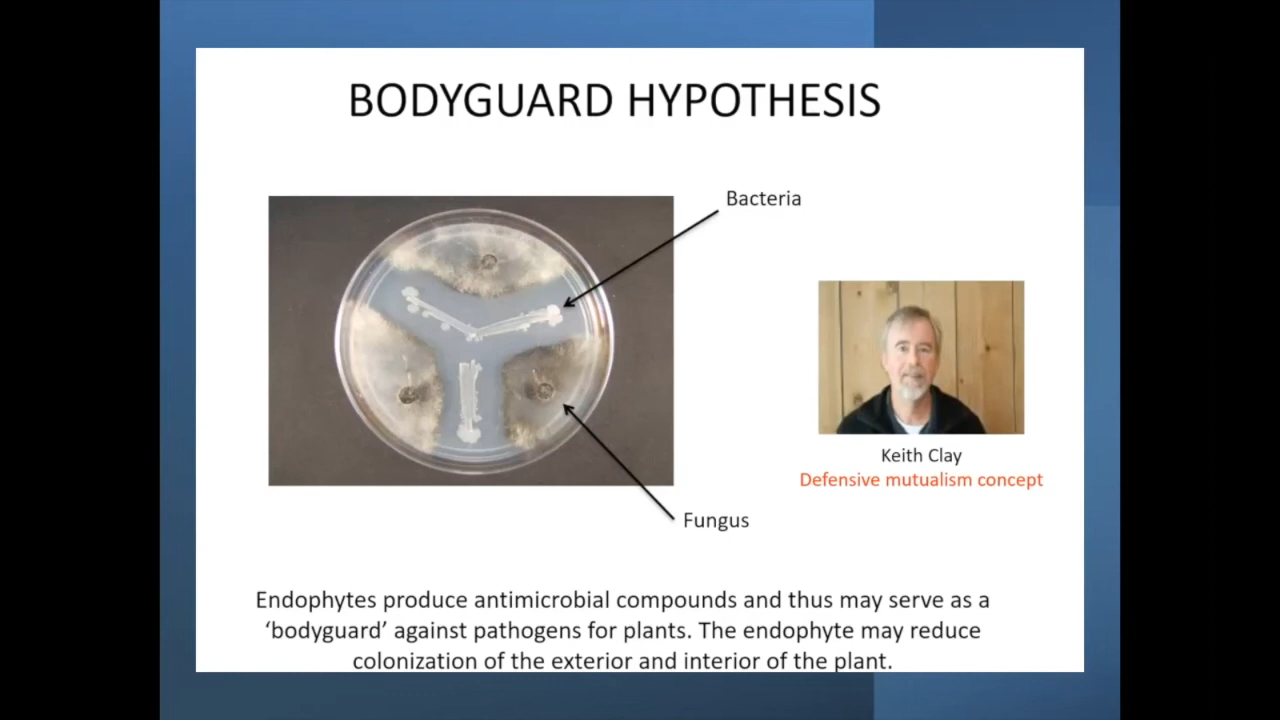 BODYGUARD HYPOTHESIS
Bacteria
Keith Clay
Defensive mutualism concept
Fungus
Endophytes produce antimicrobial compounds and thus may serve as a
‘bodyguard’ against pathogens for plants. The endophyte may reduce
colonization of the exterior and interior of the plant.